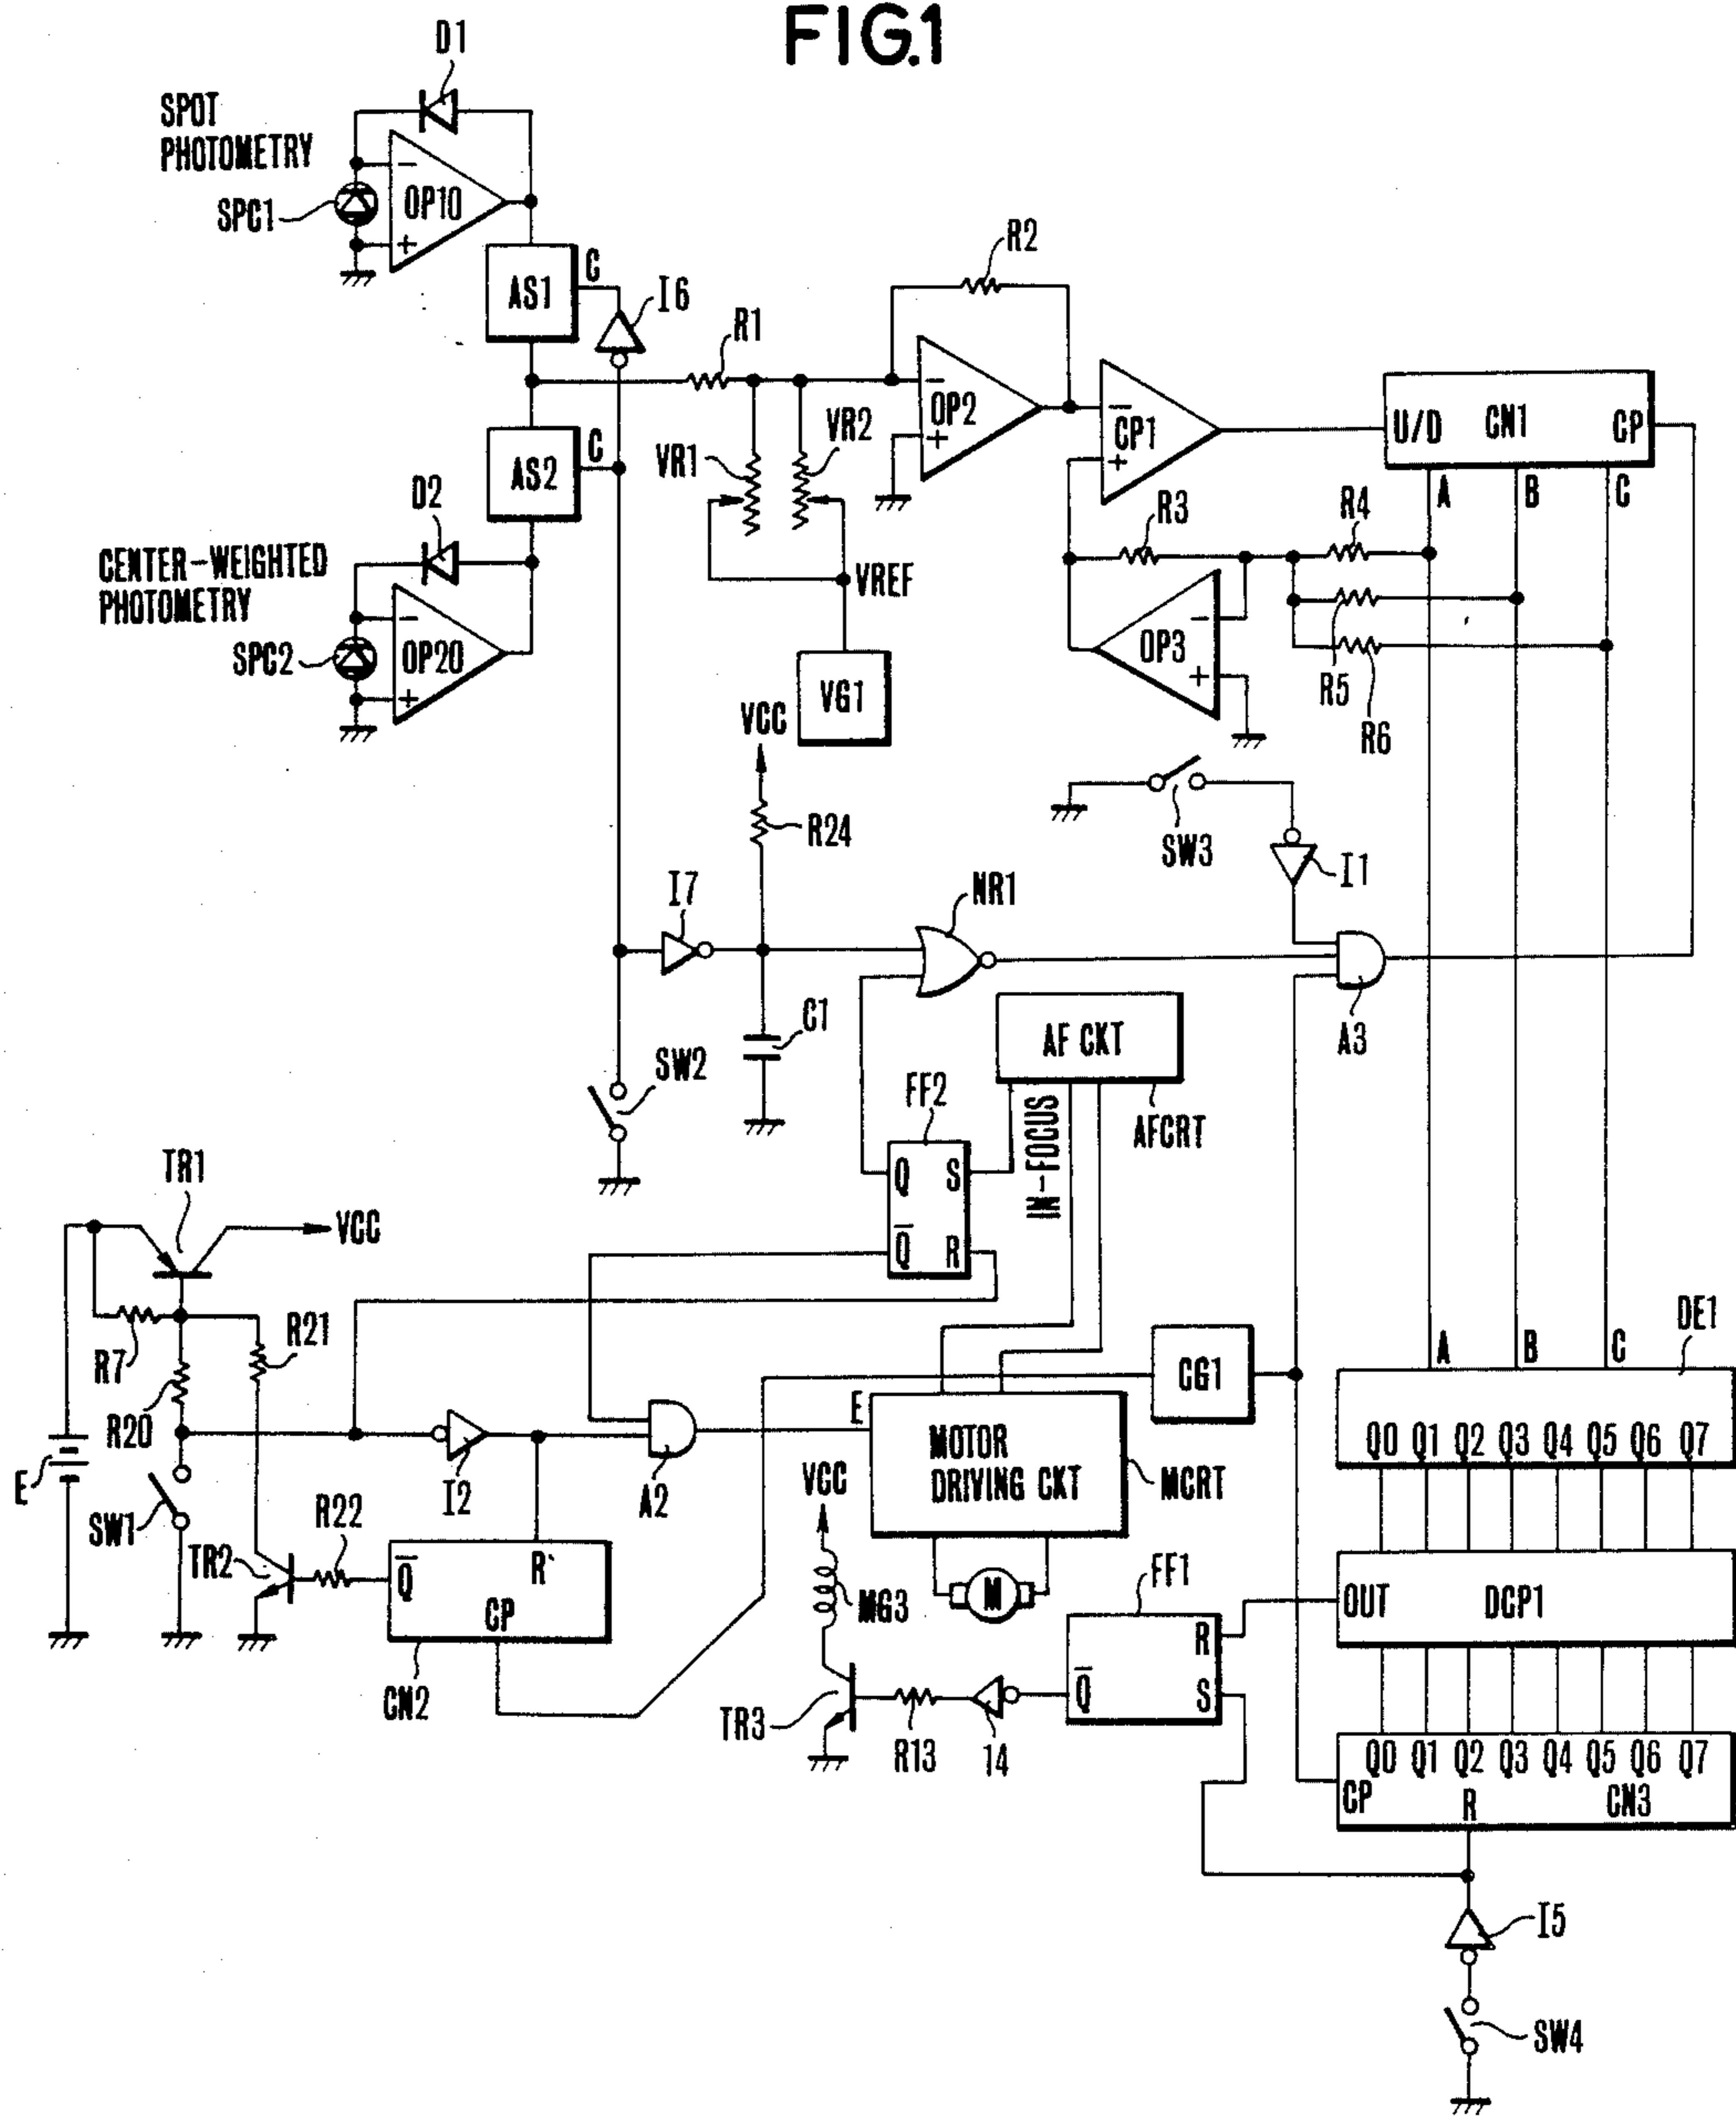 FIG.1
D1
SPOT
PHOTOMETRY
SPC1
−
OP10
+
AS1
C
I6
R1
R2
−
OP2
+
−
CP1
+
U/D CN1 CP
A B C
AS2
C
VR1
VR2
D2
CENTER-WEIGHTED
PHOTOMETRY
−
OP20
+
SPC2
VREF
VG1
R3
R4
−
OP3
+
R5
R6
VCC
R24
SW3
I1
I7
NR1
A3
C1
SW2
AF CKT
AFCRT
IN-FOCUS
FF2
Q S
Q̅ R
TR1
VCC
R7
R21
R20
E
SW1
I2
A2
E
MOTOR
DRIVING CKT
MCRT
CG1
DE1
A B C
Q0 Q1 Q2 Q3 Q4 Q5 Q6 Q7
R22
TR2
Q̅ R
CP
CN2
VCC
MG3
M
FF1
R
Q̅ S
OUT DCP1
TR3
R13
14
Q0 Q1 Q2 Q3 Q4 Q5 Q6 Q7
CP R CN3
I5
SW4